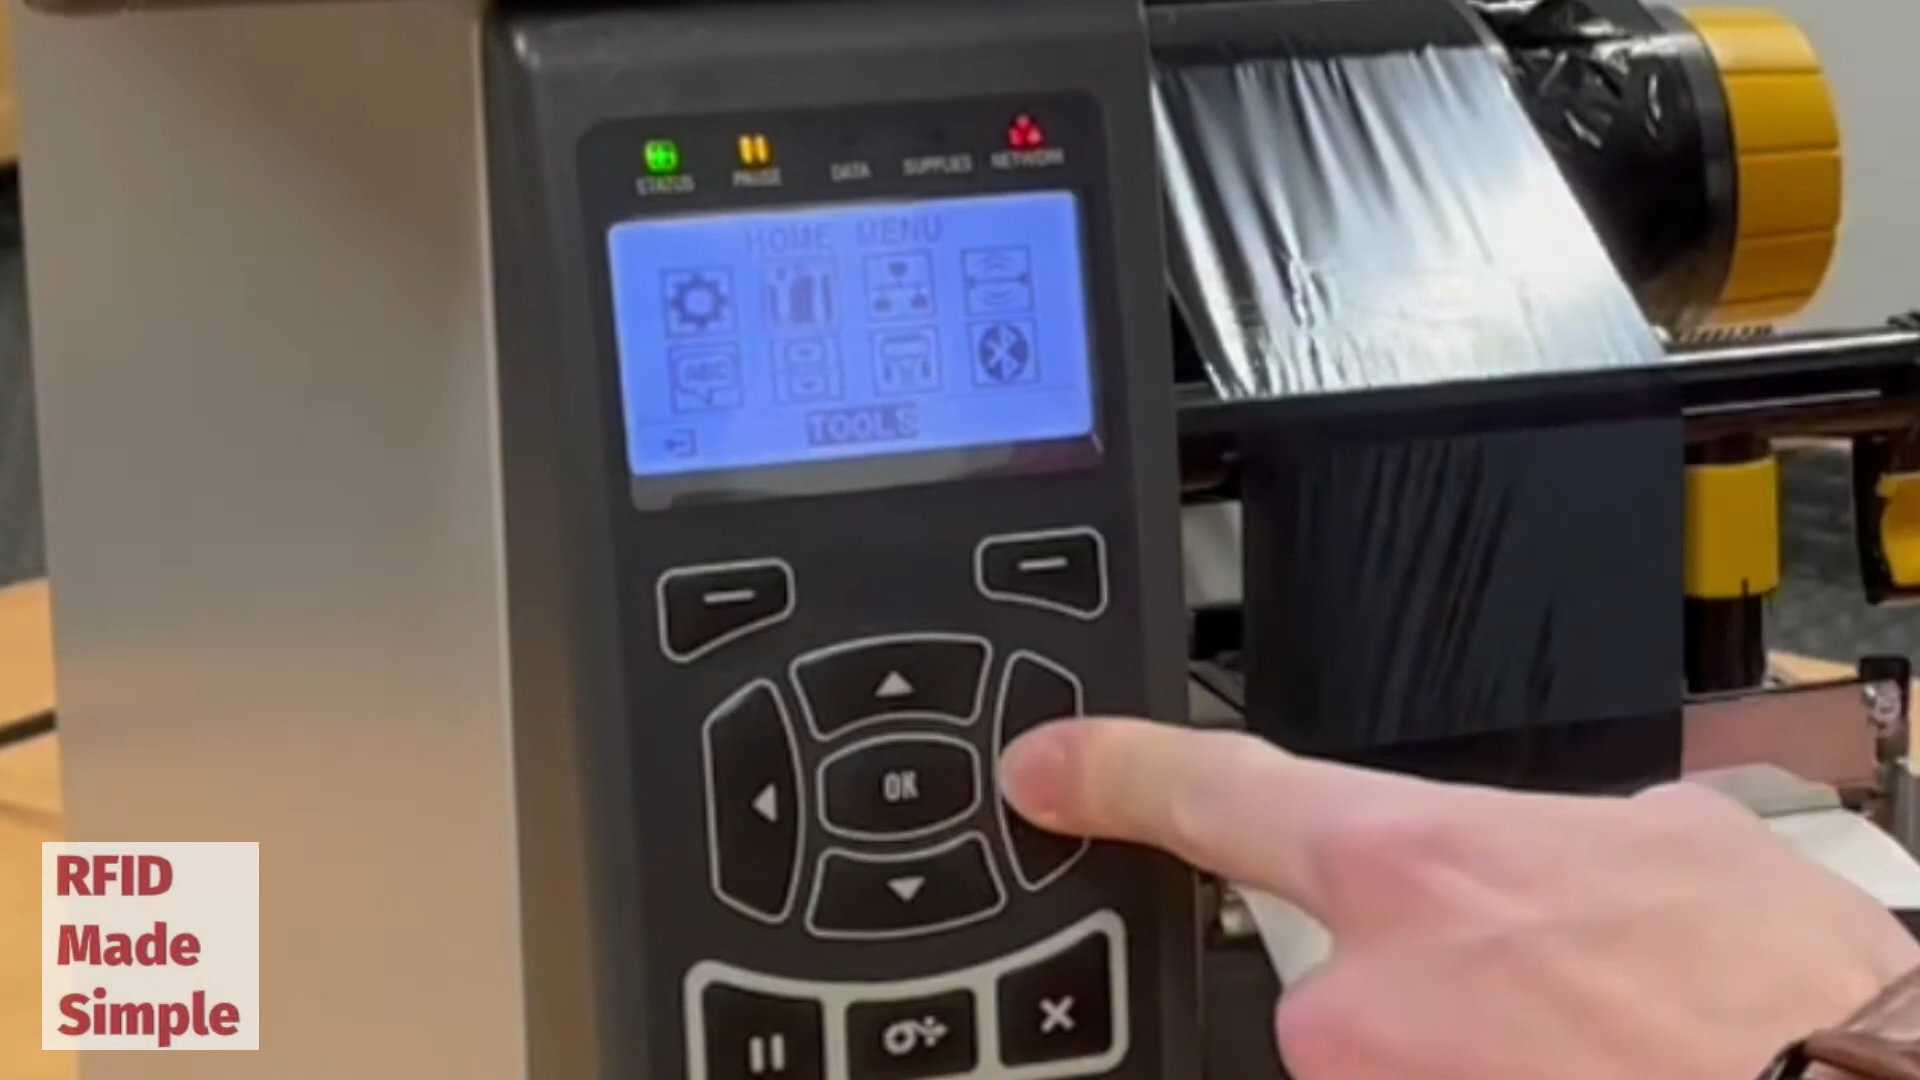 STATUS
PAUSE
DATA
SUPPLIES
NETWORK
HOME MENU
ABC
TOOLS
OK
RFID
Made
Simple